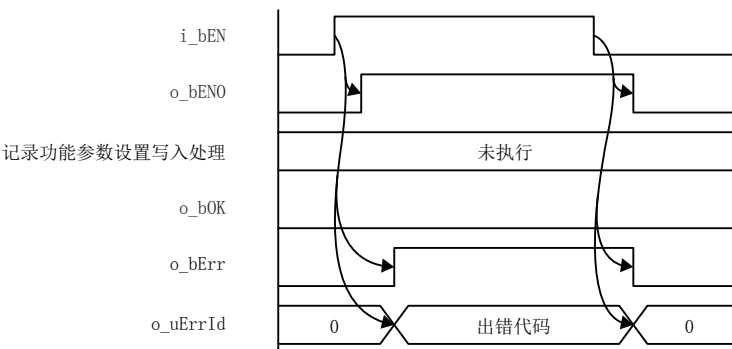 i_bEN
o_bENO
记录功能参数设置写入处理
未执行
o_bOK
o_bErr
o_uErrId
0
出错代码
0